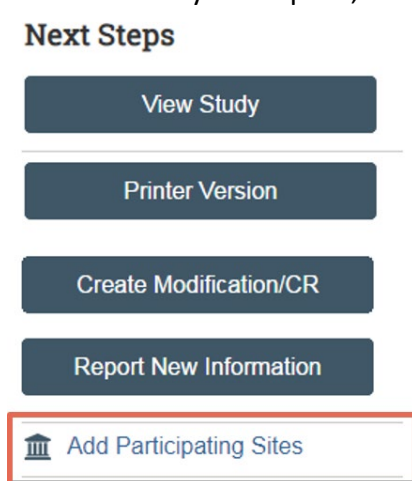 Next Steps
View Study
Printer Version
Create Modification/CR
Report New Information
Add Participating Sites